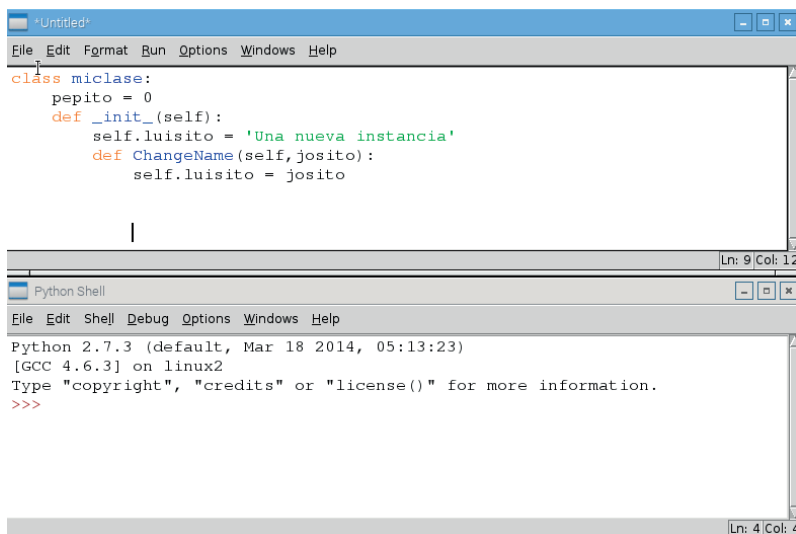 *Untitled*
File Edit Format Run Options Windows Help
class miclase:
    pepito = 0
    def _init_(self):
        self.luisito = 'Una nueva instancia'
        def ChangeName(self,josito):
            self.luisito = josito
Ln: 9 Col: 12
Python Shell
File Edit Shell Debug Options Windows Help
Python 2.7.3 (default, Mar 18 2014, 05:13:23)
[GCC 4.6.3] on linux2
Type "copyright", "credits" or "license()" for more information.
>>>
Ln: 4 Col: 4